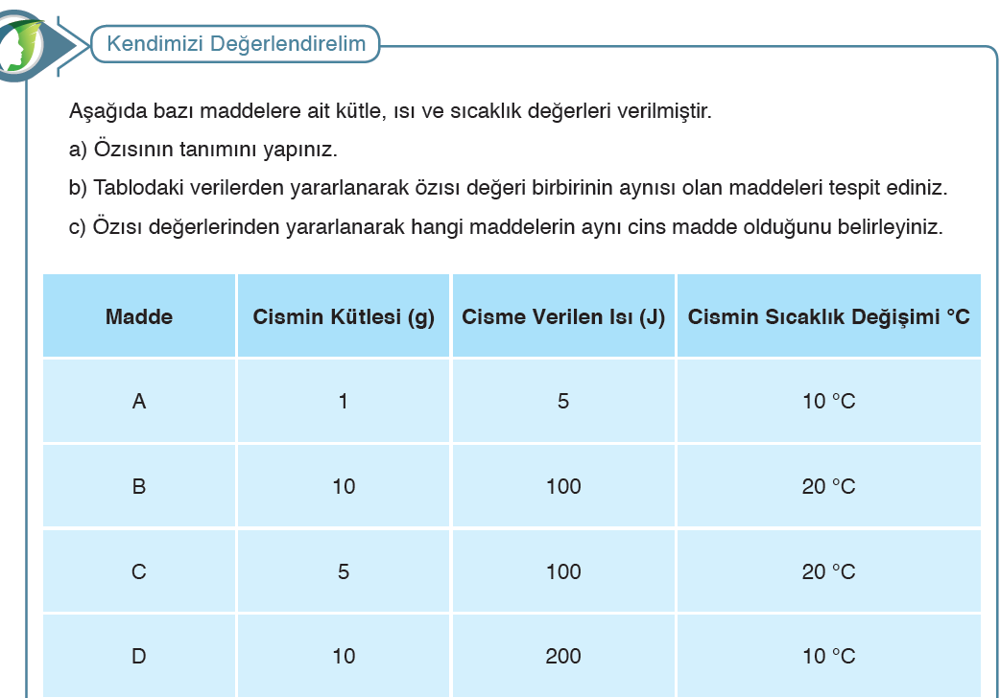 Kendimizi Değerlendirelim
Aşağıda bazı maddelere ait kütle, ısı ve sıcaklık değerleri verilmiştir.
a) Özısının tanımını yapınız.
b) Tablodaki verilerden yararlanarak özısı değeri birbirinin aynısı olan maddeleri tespit ediniz.
c) Özısı değerlerinden yararlanarak hangi maddelerin aynı cins madde olduğunu belirleyiniz.
Madde Cismin Kütlesi (g) Cisme Verilen Isı (J) Cismin Sıcaklık Değişimi °C
A 1 5 10 °C
B 10 100 20 °C
C 5 100 20 °C
D 10 200 10 °C